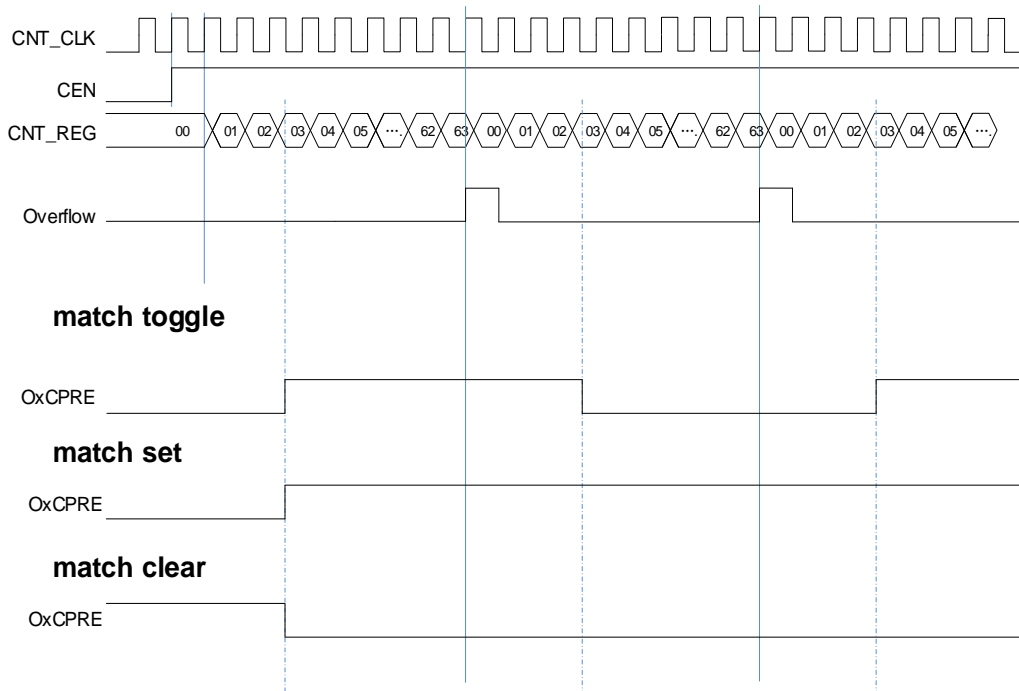 CNT_CLK
CEN
CNT_REG 00 01 02 03 04 05 ···. 62 63 00 01 02 03 04 05 ···. 62 63 00 01 02 03 04 05 ···.
Overflow
match toggle
OxCPRE
match set
OxCPRE
match clear
OxCPRE